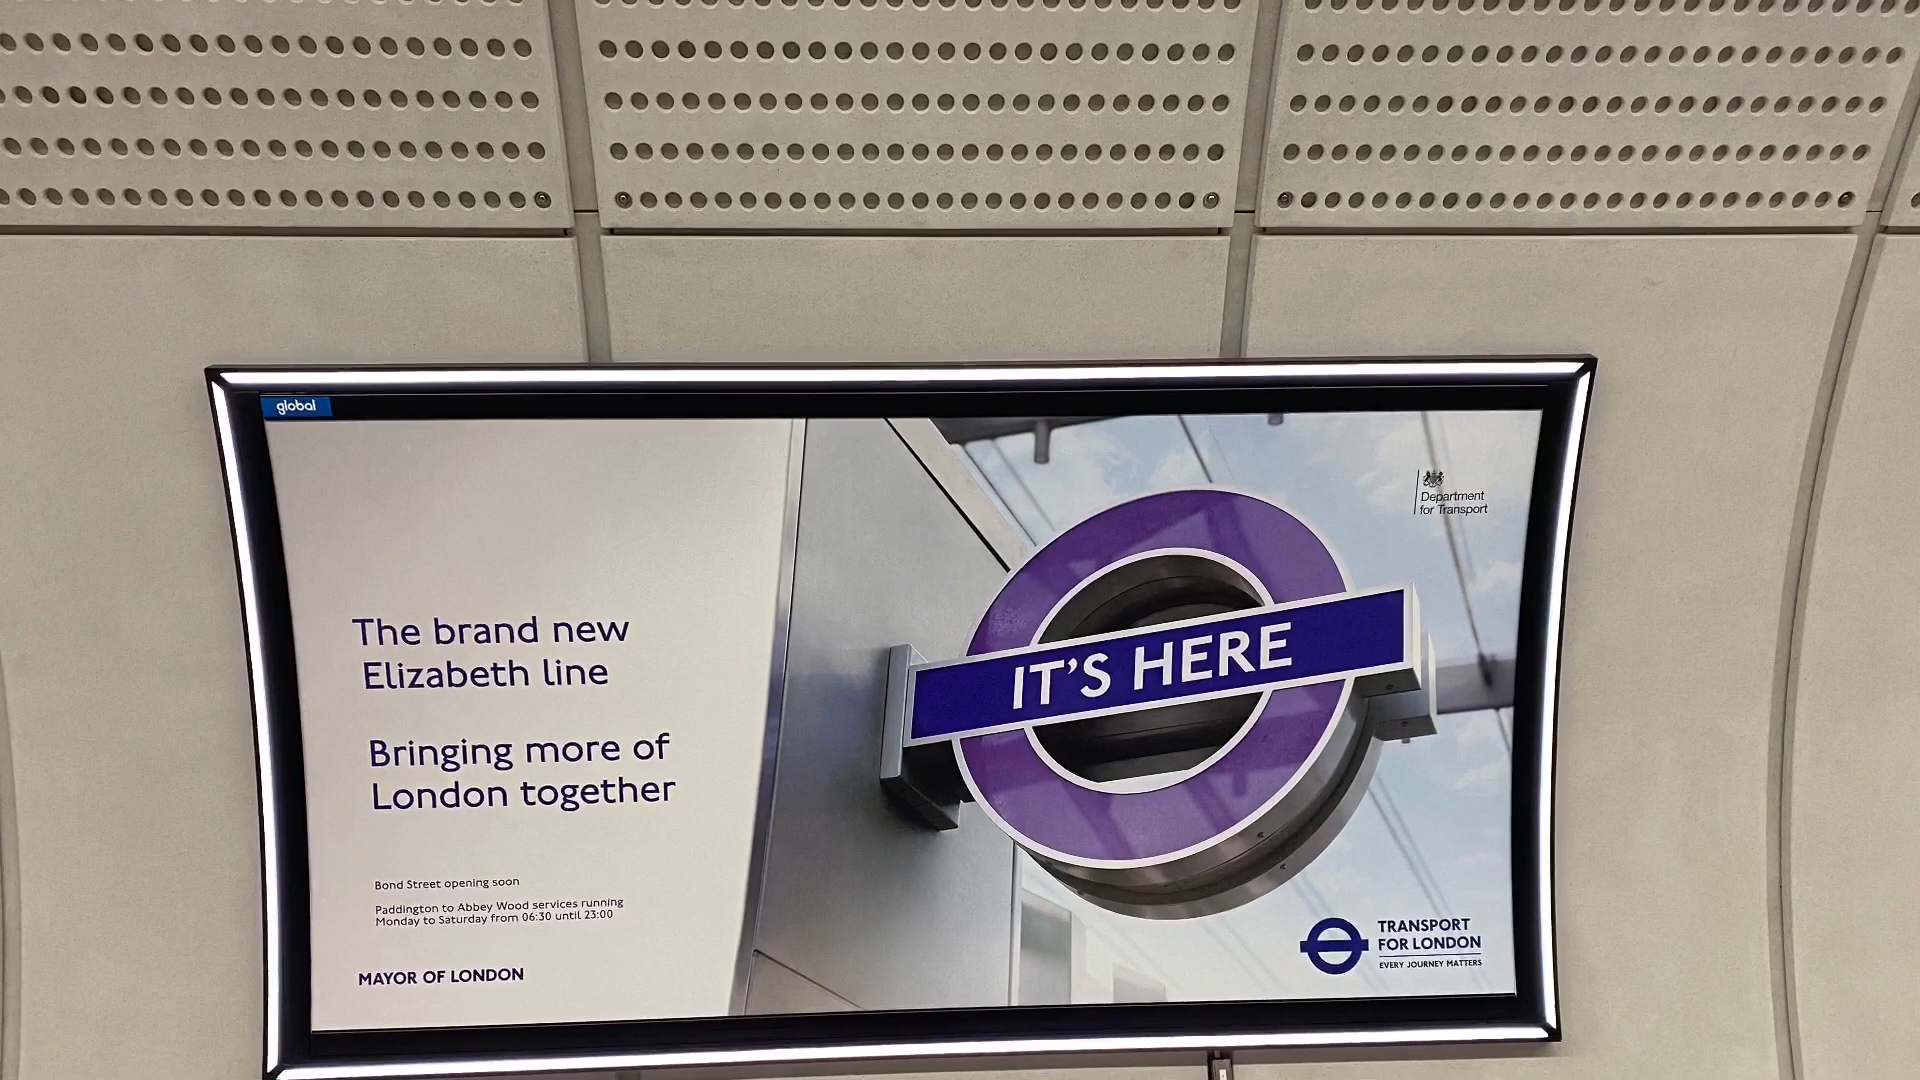 global
Department
for Transport
The brand new
Elizabeth line
Bringing more of
London together
IT'S HERE
Bond Street opening soon
Paddington to Abbey Wood services running
Monday to Saturday from 06:30 until 23:00
MAYOR OF LONDON
TRANSPORT
FOR LONDON
EVERY JOURNEY MATTERS